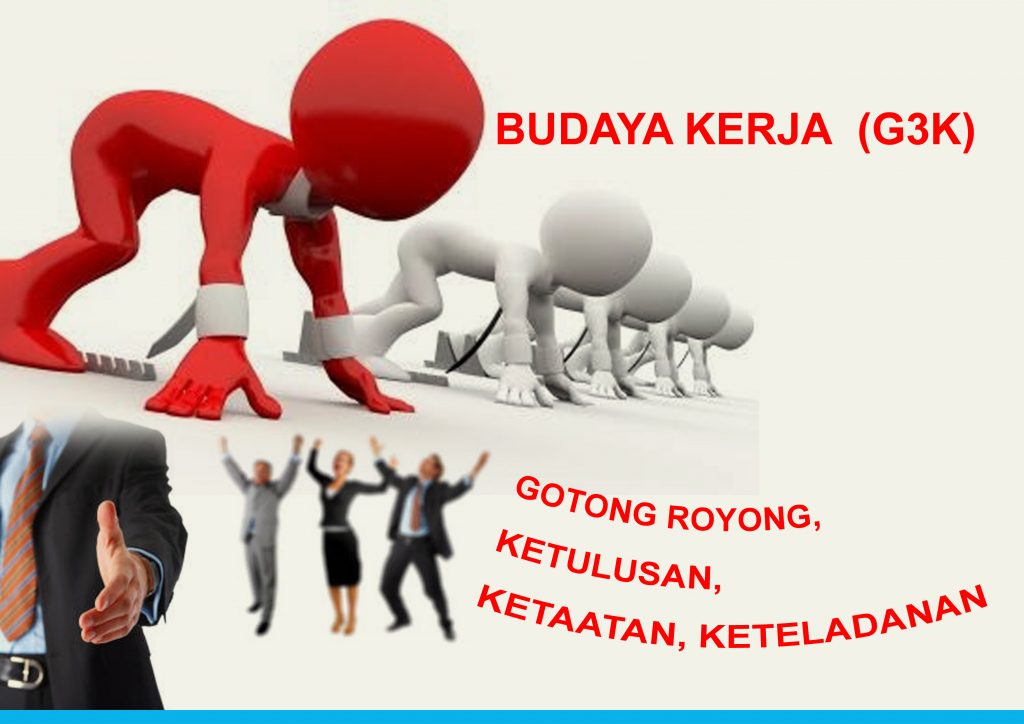 BUDAYA KERJA (G3K)
GOTONG ROYONG,
KETULUSAN,
KETAATAN, KETELADANAN